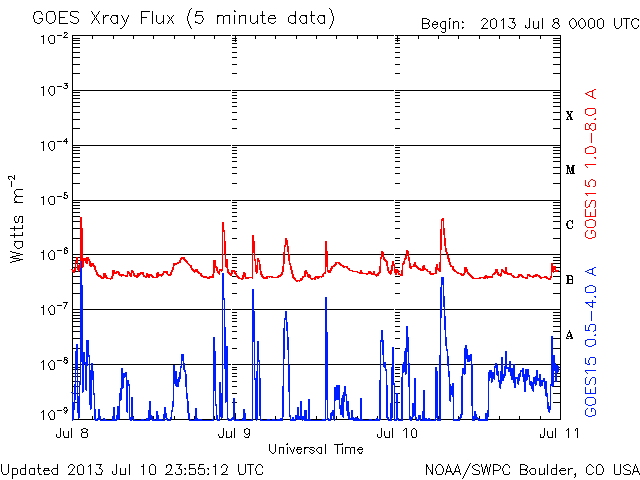 GOES Xray Flux (5 minute data)
Begin: 2013 Jul 8 0000 UTC
10-2
10-3
10-4
10-5
10-6
10-7
10-8
10-9
Watts m-2
X
M
C
B
A
GOES15 1.0-8.0 A
GOES15 0.5-4.0 A
Jul 8
Jul 9
Jul 10
Jul 11
Universal Time
Updated 2013 Jul 10 23:55:12 UTC
NOAA/SWPC Boulder, CO USA